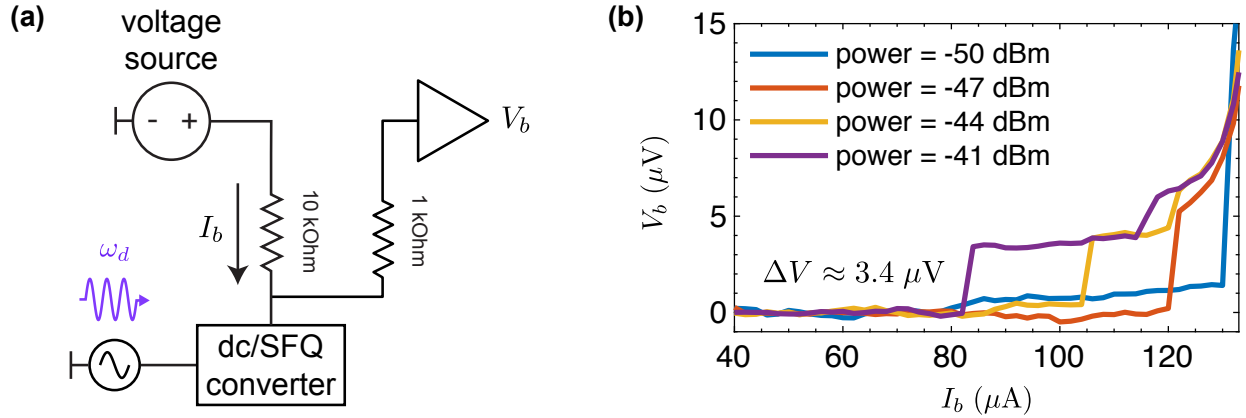 (a)
voltage
source
- +
V_b
I_b
10 kOhm
1 kOhm
ω_d
dc/SFQ
converter
(b)
15
10
5
0
V_b (μV)
power = -50 dBm
power = -47 dBm
power = -44 dBm
power = -41 dBm
ΔV ≈ 3.4 μV
40 60 80 100 120
I_b (μA)